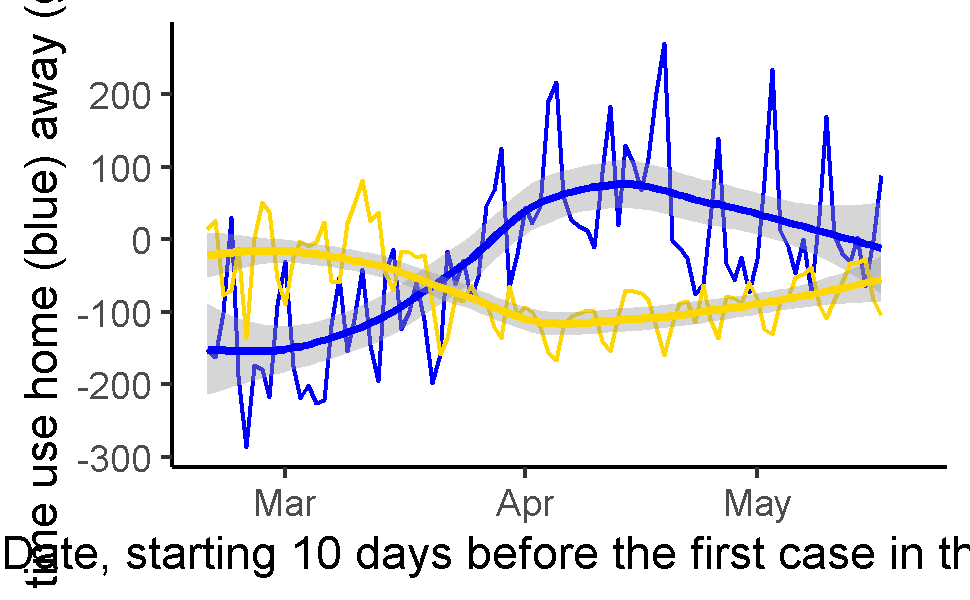 time use home (blue) away (
200
100
0
-100
-200
-300
Mar
Apr
May
Date, starting 10 days before the first case in th